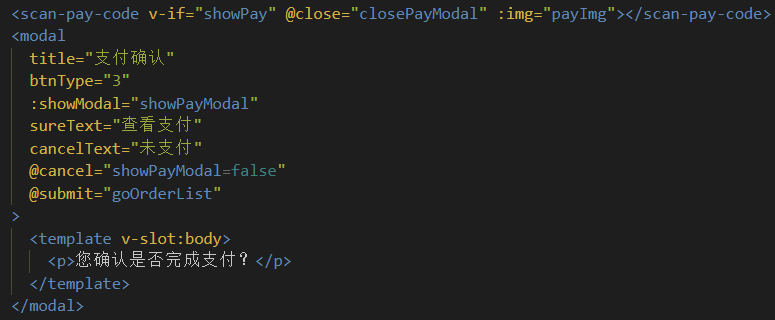 <scan-pay-code v-if="showPay" @close="closePayModal" :img="payImg"></scan-pay-code>
<modal
title="支付确认"
btnType="3"
:showModal="showPayModal"
sureText="查看支付"
cancelText="未支付"
@cancel="showPayModal=false"
@submit="goOrderList"
>
<template v-slot:body>
<p>您确认是否完成支付？</p>
</template>
</modal>